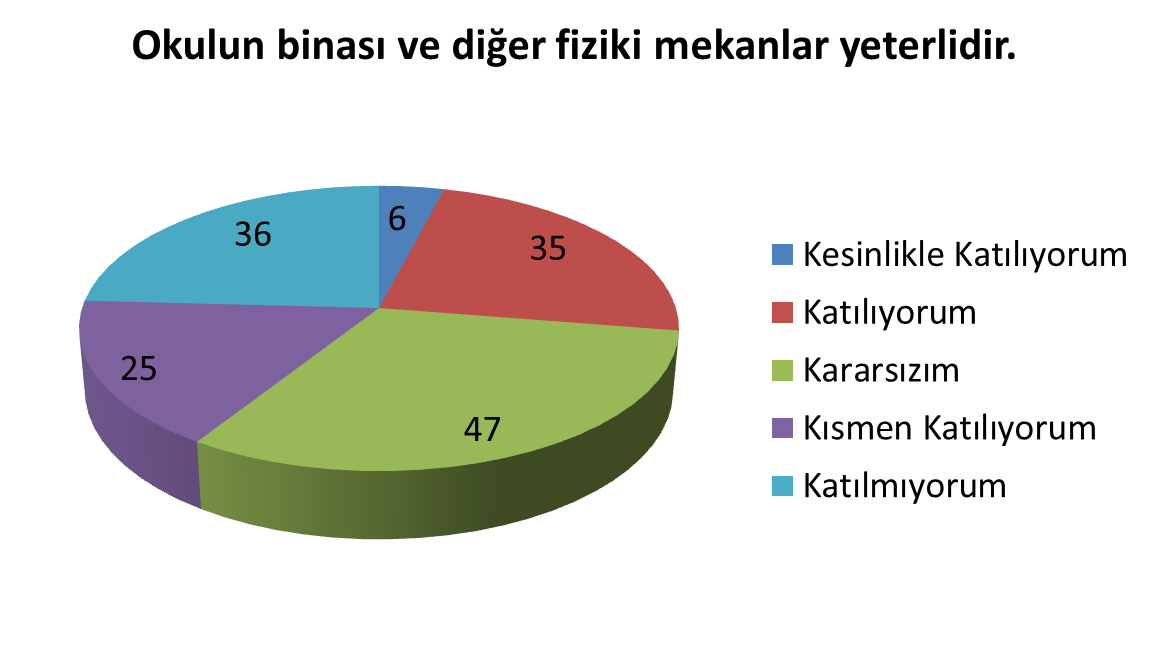 Okulun binası ve diğer fiziki mekanlar yeterlidir.
6
35
47
25
36
Kesinlikle Katılıyorum
Katılıyorum
Kararsızım
Kısmen Katılıyorum
Katılmıyorum